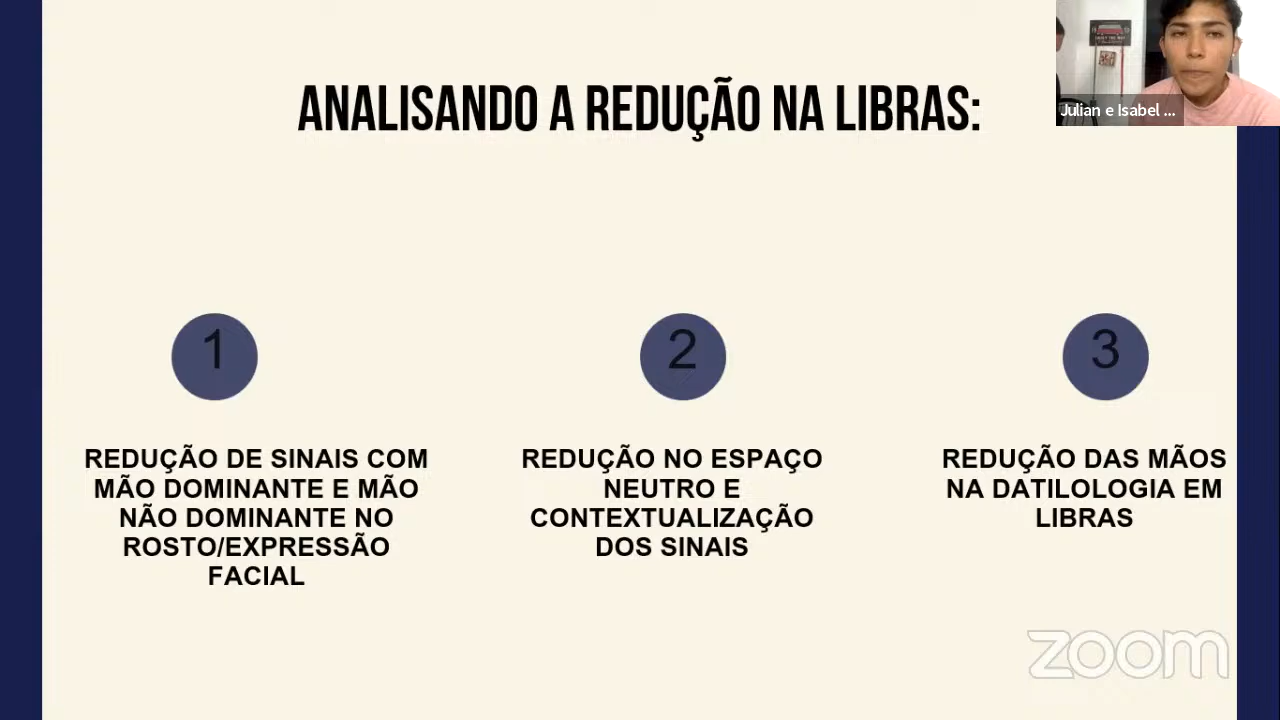 ANALISANDO A REDUÇÃO NA LIBRAS:
Julian e Isabel ...
1
REDUÇÃO DE SINAIS COM
MÃO DOMINANTE E MÃO
NÃO DOMINANTE NO
ROSTO/EXPRESSÃO
FACIAL
2
REDUÇÃO NO ESPAÇO
NEUTRO E
CONTEXTUALIZAÇÃO
DOS SINAIS
3
REDUÇÃO DAS MÃOS
NA DATILOLOGIA EM
LIBRAS
zoom